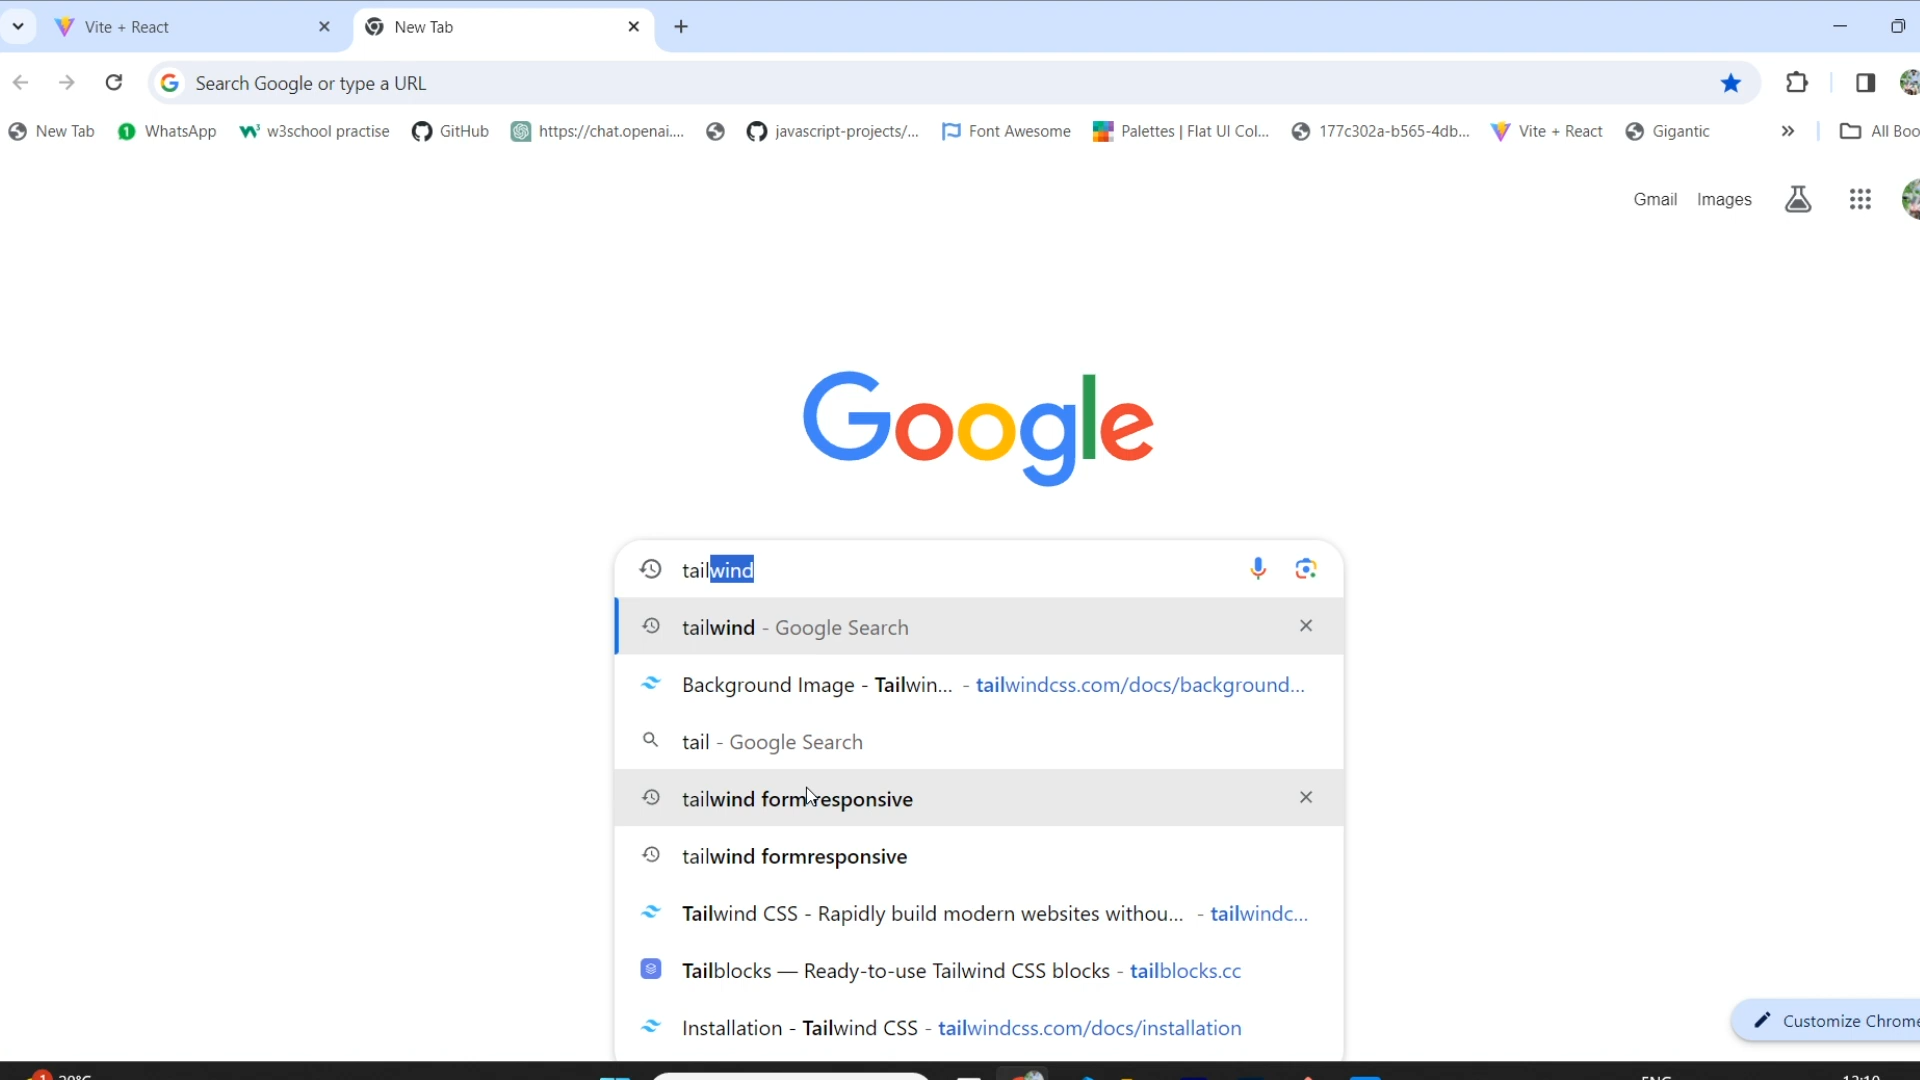 Vite + React
New Tab
Search Google or type a URL
New Tab WhatsApp w3school practise GitHub https://chat.openai.... javascript-projects/... Font Awesome Palettes | Flat UI Col... 177c302a-b565-4db... Vite + React Gigantic » All Boo
Gmail Images
Google
tailwind
tailwind - Google Search
Background Image - Tailwin... - tailwindcss.com/docs/background...
tail - Google Search
tailwind form responsive
tailwind formresponsive
Tailwind CSS - Rapidly build modern websites withou... - tailwindc...
Tailblocks — Ready-to-use Tailwind CSS blocks - tailblocks.cc
Installation - Tailwind CSS - tailwindcss.com/docs/installation
Customize Chrome